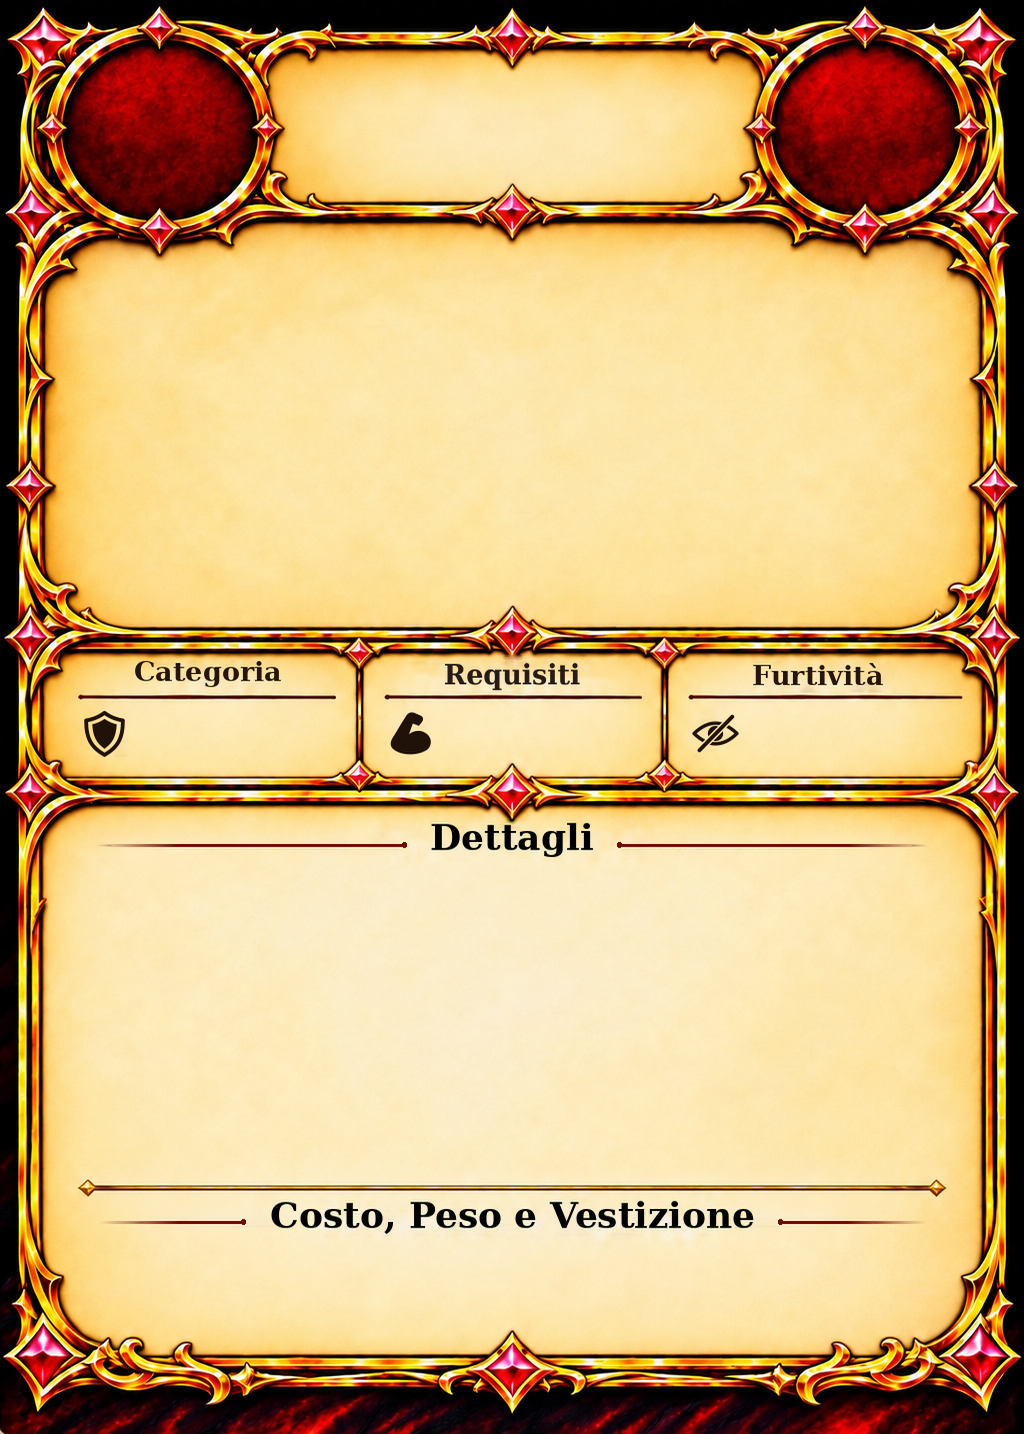 Categoria
Requisiti
Furtività
Dettagli
Costo, Peso e Vestizione